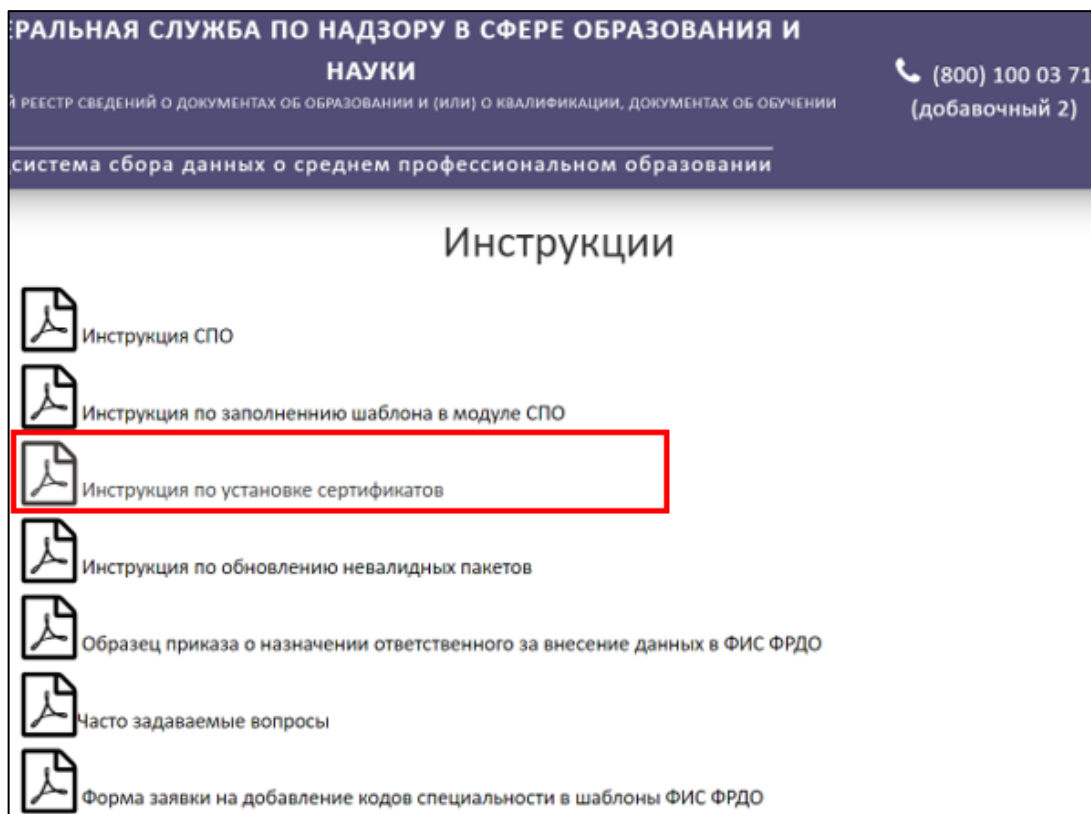 РАЛЬНАЯ СЛУЖБА ПО НАДЗОРУ В СФЕРЕ ОБРАЗОВАНИЯ И
НАУКИ
Й РЕЕСТР СВЕДЕНИЙ О ДОКУМЕНТАХ ОБ ОБРАЗОВАНИИ И (ИЛИ) О КВАЛИФИКАЦИИ, ДОКУМЕНТАХ ОБ ОБУЧЕНИИ
система сбора данных о среднем профессиональном образовании
(800) 100 03 71
(добавочный 2)
Инструкции
Инструкция СПО
Инструкция по заполненнию шаблона в модуле СПО
Инструкция по установке сертификатов
Инструкция по обновлению невалидных пакетов
Образец приказа о назначении ответственного за внесение данных в ФИС ФРДО
Часто задаваемые вопросы
Форма заявки на добавление кодов специальности в шаблоны ФИС ФРДО